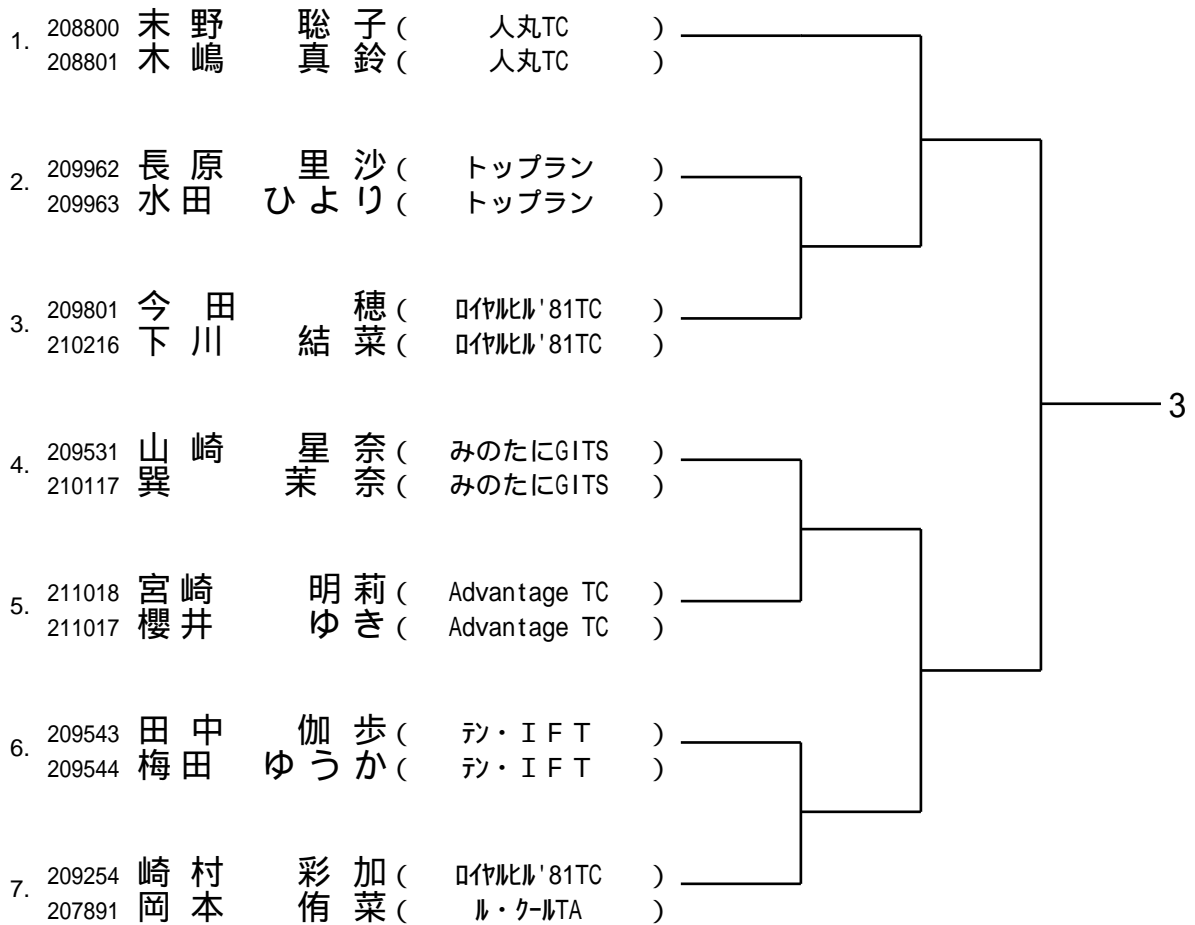 1. 208800 末野 聡子 ( 人丸TC )
208801 木嶋 真鈴 ( 人丸TC )
2. 209962 長原 里沙 ( トップラン )
209963 水田 ひより ( トップラン )
3. 209801 今田 穂 ( ﾛｲﾔﾙﾋﾙ'81TC )
210216 下川 結菜 ( ﾛｲﾔﾙﾋﾙ'81TC )
3
4. 209531 山崎 星奈 ( みのたにGITS )
210117 巽 茉奈 ( みのたにGITS )
5. 211018 宮崎 明莉 ( Advantage TC )
211017 櫻井 ゆき ( Advantage TC )
6. 209543 田中 伽歩 ( ﾃﾝ・ＩＦＴ )
209544 梅田 ゆうか ( ﾃﾝ・ＩＦＴ )
7. 209254 崎村 彩加 ( ﾛｲﾔﾙﾋﾙ'81TC )
207891 岡本 侑菜 ( ﾙ・ｸｰﾙTA )